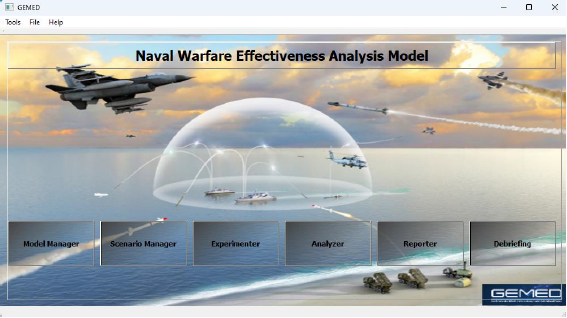 GEMED
Tools File Help
Naval Warfare Effectiveness Analysis Model
Model Manager
Scenario Manager
Experimenter
Analyzer
Reporter
Debriefing
GEMED